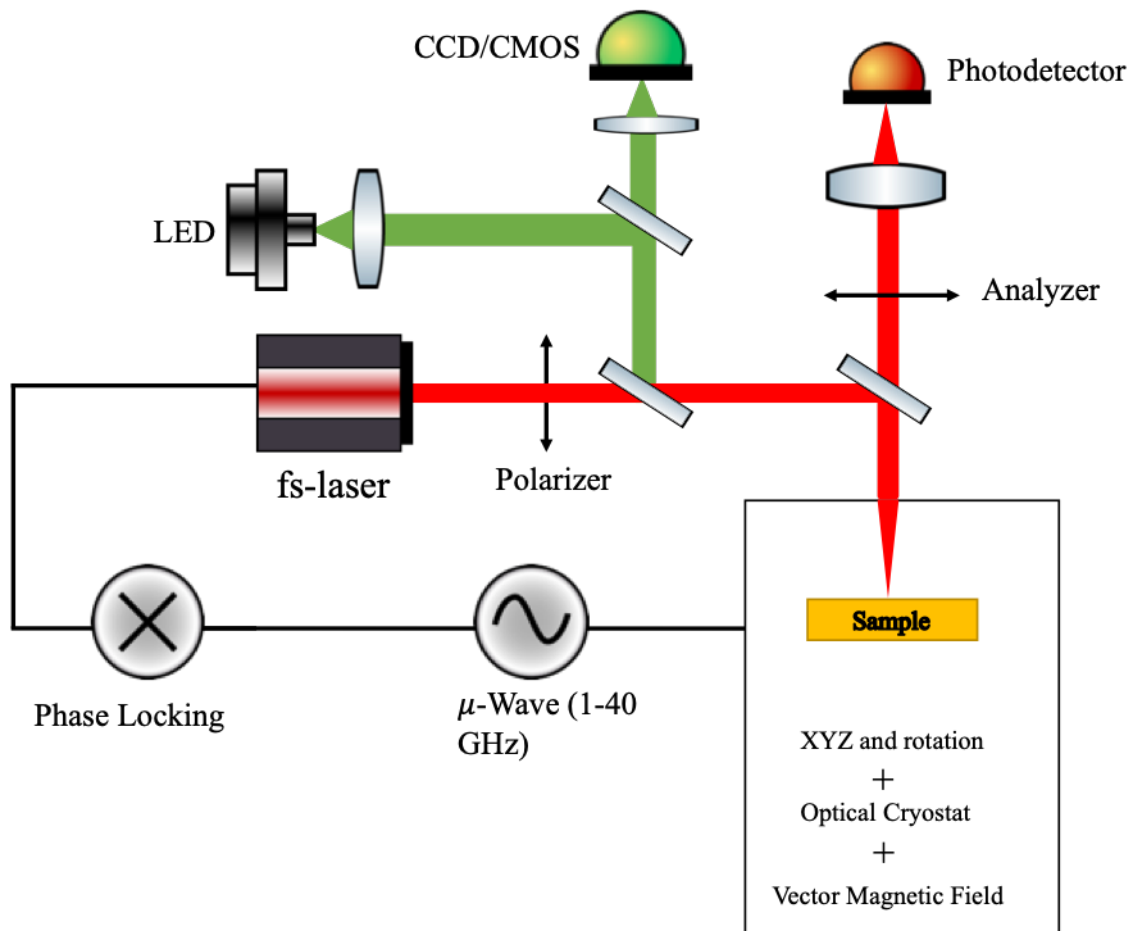 CCD/CMOS
Photodetector
LED
Analyzer
fs-laser
Polarizer
Sample
Phase Locking
μ-Wave (1-40
GHz)
XYZ and rotation
+
Optical Cryostat
+
Vector Magnetic Field